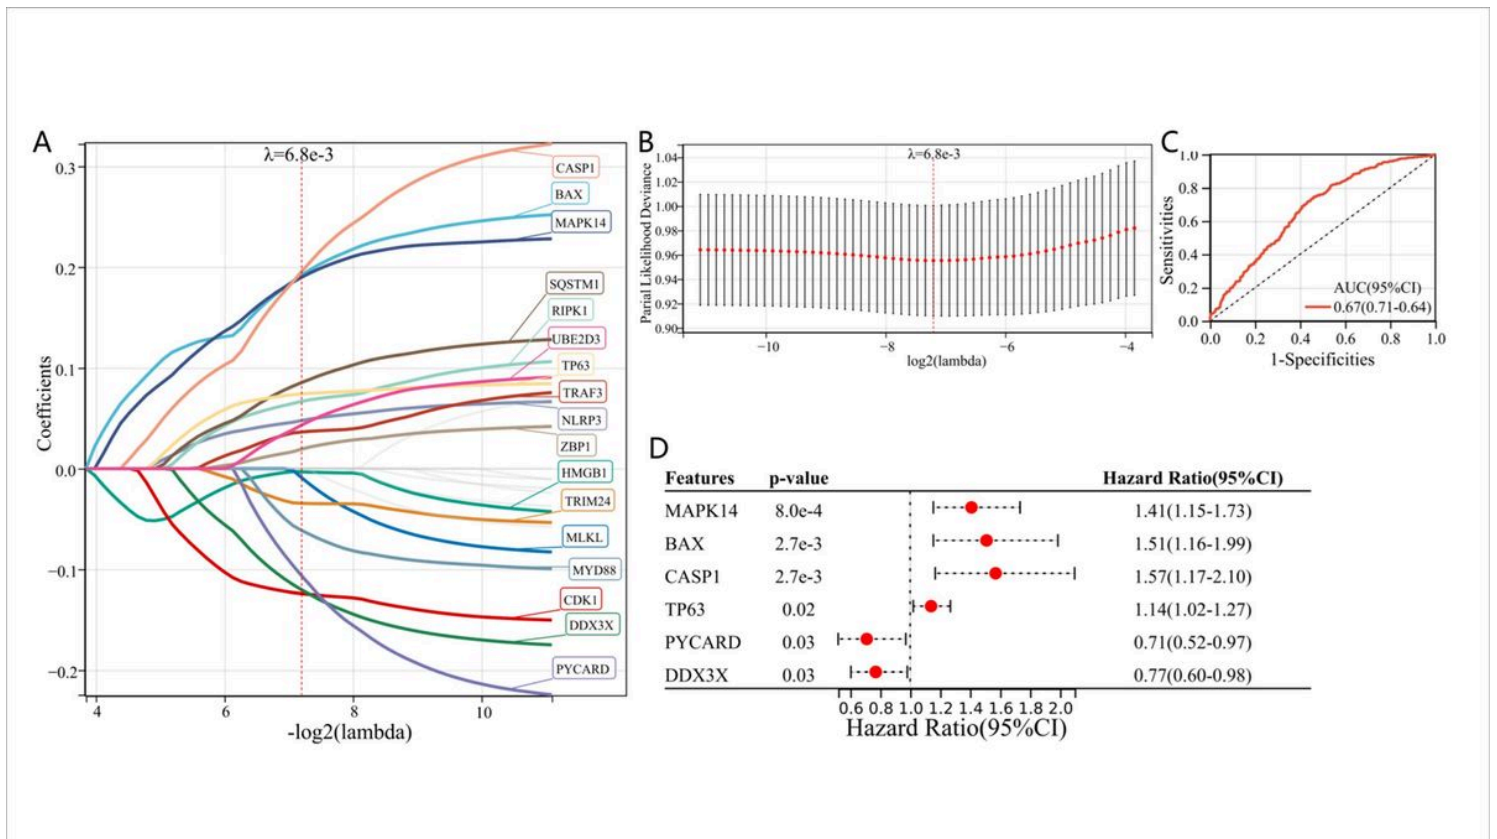 A
λ=6.8e-3
0.3
0.2
0.1
0.0
−0.1
−0.2
Coefficients
CASP1
BAX
MAPK14
SQSTM1
RIPK1
UBE2D3
TP63
TRAF3
NLRP3
ZBP1
HMGB1
TRIM24
MLKL
MYD88
CDK1
DDX3X
PYCARD
4 6 8 10
-log2(lambda)
B
λ=6.8e-3
1.04
1.02
1.00
0.98
0.96
0.94
0.92
0.90
Parial Likelihood Deviance
−10 −8 −6 −4
log2(lambda)
C
1.0
0.8
0.6
0.4
0.2
0.0
Sensitivities
AUC(95%CI)
0.67(0.71-0.64)
0.0 0.2 0.4 0.6 0.8 1.0
1-Specificities
D
Features p-value Hazard Ratio(95%CI)
MAPK14 8.0e-4 1.41(1.15-1.73)
BAX 2.7e-3 1.51(1.16-1.99)
CASP1 2.7e-3 1.57(1.17-2.10)
TP63 0.02 1.14(1.02-1.27)
PYCARD 0.03 0.71(0.52-0.97)
DDX3X 0.03 0.77(0.60-0.98)
0.6 0.8 1.0 1.2 1.4 1.6 1.8 2.0
Hazard Ratio(95%CI)